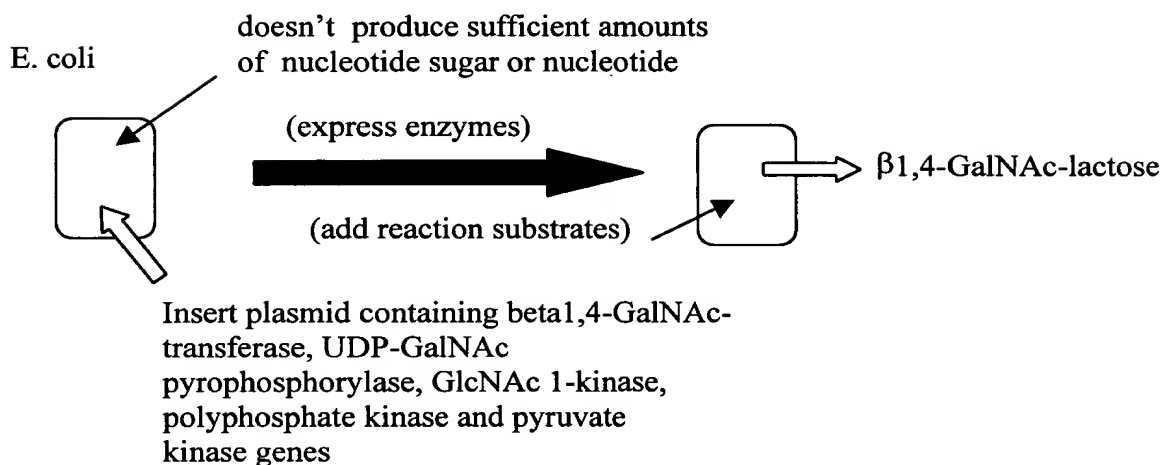 doesn't produce sufficient amounts
E. coli
of nucleotide sugar or nucleotide
(express enzymes)
β1,4-GalNAc-lactose
(add reaction substrates)
Insert plasmid containing beta1,4-GalNAc-
transferase, UDP-GalNAc
pyrophosphorylase, GlcNAc 1-kinase,
polyphosphate kinase and pyruvate
kinase genes